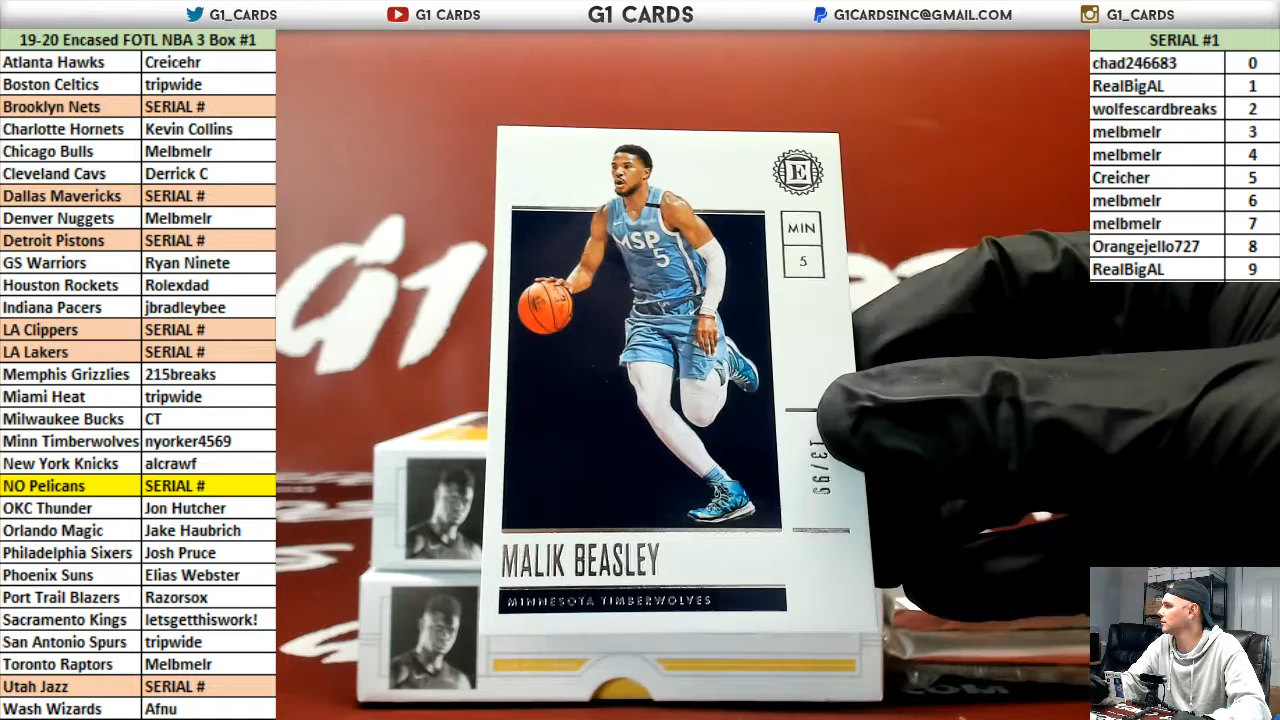 G1_CARDS
G1 CARDS
G1 CARDS
G1CARDSINC@GMAIL.COM
G1_CARDS
19-20 Encased FOTL NBA 3 Box #1
Atlanta Hawks Creicehr
Boston Celtics tripwide
Brooklyn Nets SERIAL #
Charlotte Hornets Kevin Collins
Chicago Bulls Melbmelr
Cleveland Cavs Derrick C
Dallas Mavericks SERIAL #
Denver Nuggets Melbmelr
Detroit Pistons SERIAL #
GS Warriors Ryan Ninete
Houston Rockets Rolexdad
Indiana Pacers jbradleybee
LA Clippers SERIAL #
LA Lakers SERIAL #
Memphis Grizzlies 215breaks
Miami Heat tripwide
Milwaukee Bucks CT
Minn Timberwolves nyorker4569
New York Knicks alcrawf
NO Pelicans SERIAL #
OKC Thunder Jon Hutcher
Orlando Magic Jake Haubrich
Philadelphia Sixers Josh Pruce
Phoenix Suns Elias Webster
Port Trail Blazers Razorsox
Sacramento Kings letsgetthiswork!
San Antonio Spurs tripwide
Toronto Raptors Melbmelr
Utah Jazz SERIAL #
Wash Wizards Afnu
G1
E
MIN
5
MSP
5
13/99
MALIK BEASLEY
MINNESOTA TIMBERWOLVES
SERIAL #1
chad246683 0
RealBigAL 1
wolfescardbreaks 2
melbmelr 3
melbmelr 4
Creicher 5
melbmelr 6
melbmelr 7
Orangejello727 8
RealBigAL 9